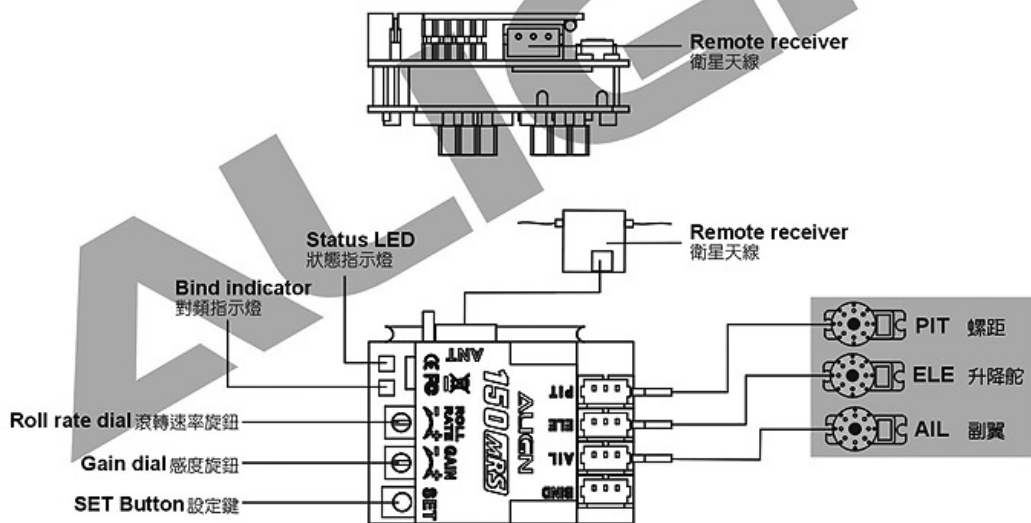 ALIGN
Remote receiver
衛星天線
Remote receiver
衛星天線
Status LED
狀態指示燈
Bind indicator
對頻指示燈
Roll rate dial 滾轉速率旋鈕
Gain dial 感度旋鈕
SET Button 設定鍵
ANT
CE FC
150MRS
ALIGN
ROLL
RATE GAIN
SET
PIT
ELE
AIL
BIND
PIT 螺距
ELE 升降舵
AIL 副翼